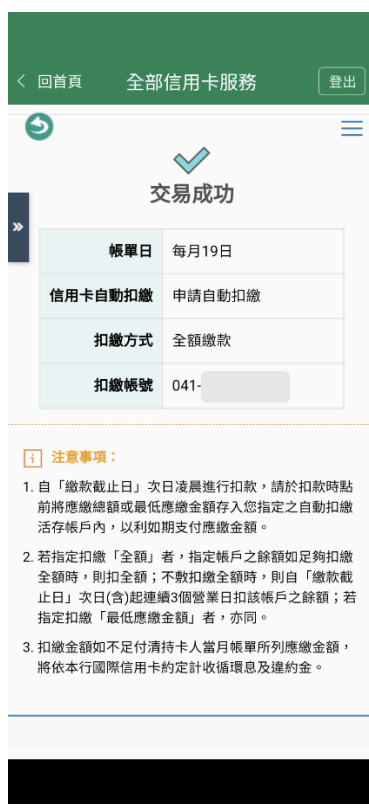 回首頁 全部信用卡服務 登出
交易成功
帳單日 每月19日
信用卡自動扣繳 申請自動扣繳
扣繳方式 全額繳款
扣繳帳號 041-
注意事項：
1. 自「繳款截止日」次日凌晨進行扣款，請於扣款時點
前將應繳總額或最低應繳金額存入您指定之自動扣繳
活存帳戶內，以利如期支付應繳金額。
2. 若指定扣繳「全額」者，指定帳戶之餘額如足夠扣繳
全額時，則扣全額；不敷扣繳全額時，則自「繳款截
止日」次日(含)起連續3個營業日扣該帳戶之餘額；若
指定扣繳「最低應繳金額」者，亦同。
3. 扣繳金額如不足付清持卡人當月帳單所列應繳金額，
將依本行國際信用卡約定計收循環息及違約金。